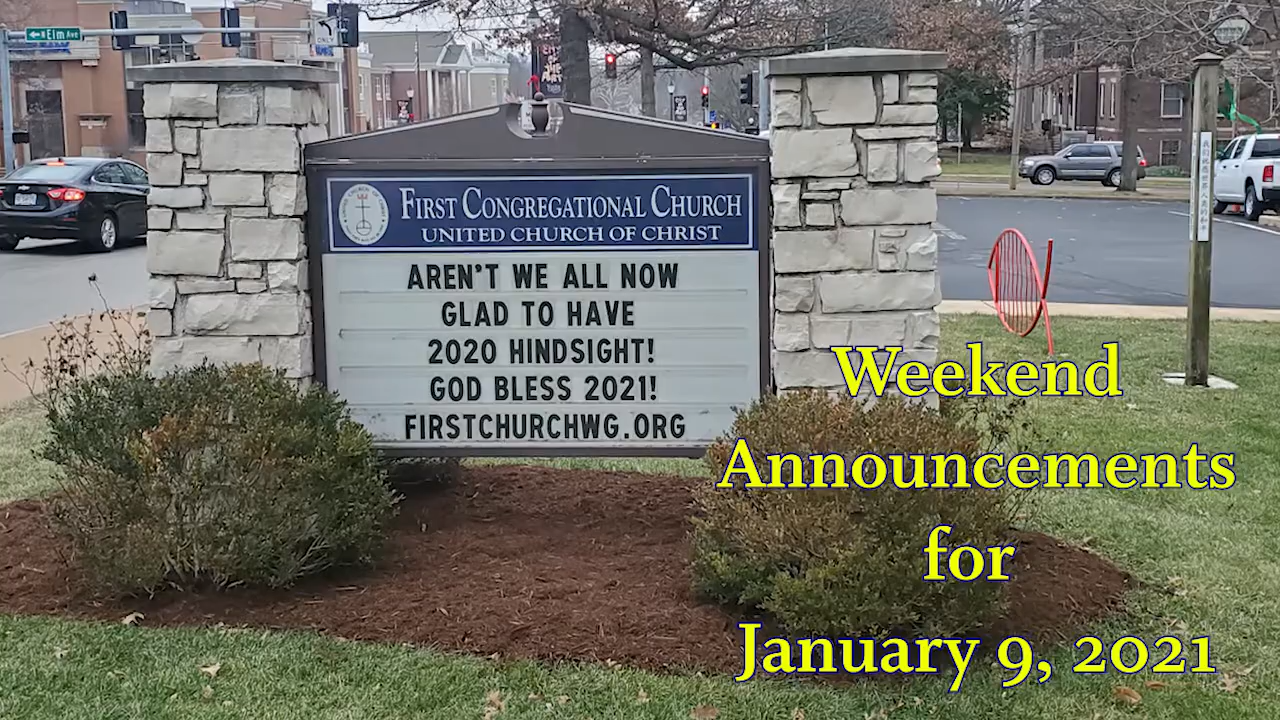 N Elm Ave
ONLY
FIRST CONGREGATIONAL CHURCH
UNITED CHURCH OF CHRIST
AREN'T WE ALL NOW
GLAD TO HAVE
2020 HINDSIGHT!
GOD BLESS 2021!
FIRSTCHURCHWG.ORG
Weekend
Announcements
for
January 9, 2021